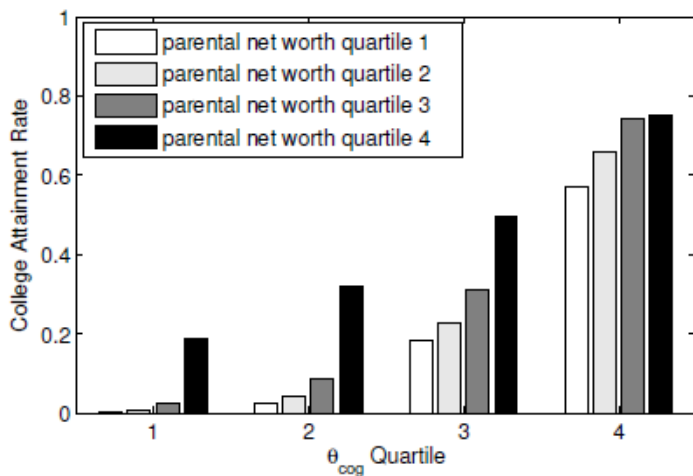 1
parental net worth quartile 1
parental net worth quartile 2
0.8
parental net worth quartile 3
parental net worth quartile 4
0.6
College Attainment Rate
0.4
0.2
0
1 2 3 4
θcog Quartile